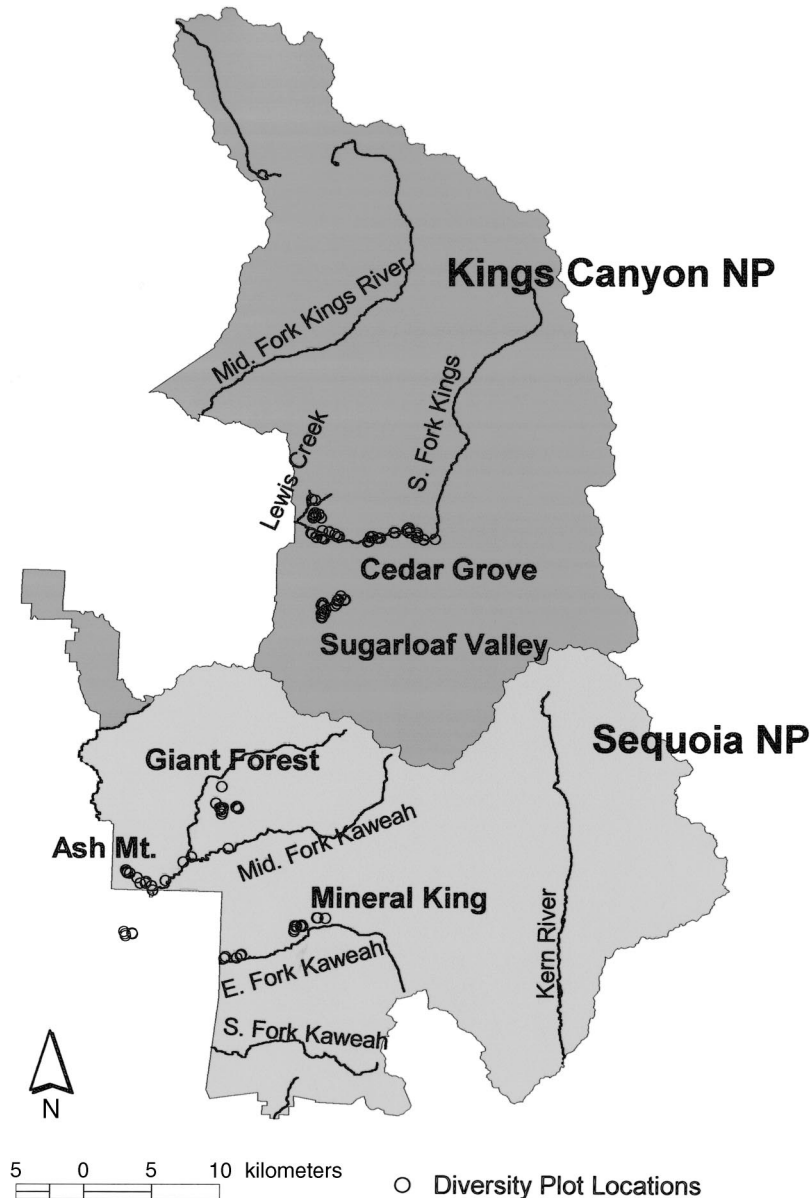 Kings Canyon NP
Mid. Fork Kings River
S. Fork Kings
Lewis Creek
Cedar Grove
Sugarloaf Valley
Sequoia NP
Giant Forest
Ash Mt.
Mid. Fork Kaweah
Mineral King
E. Fork Kaweah
Kern River
S. Fork Kaweah
N
5 0 5 10 kilometers
Diversity Plot Locations